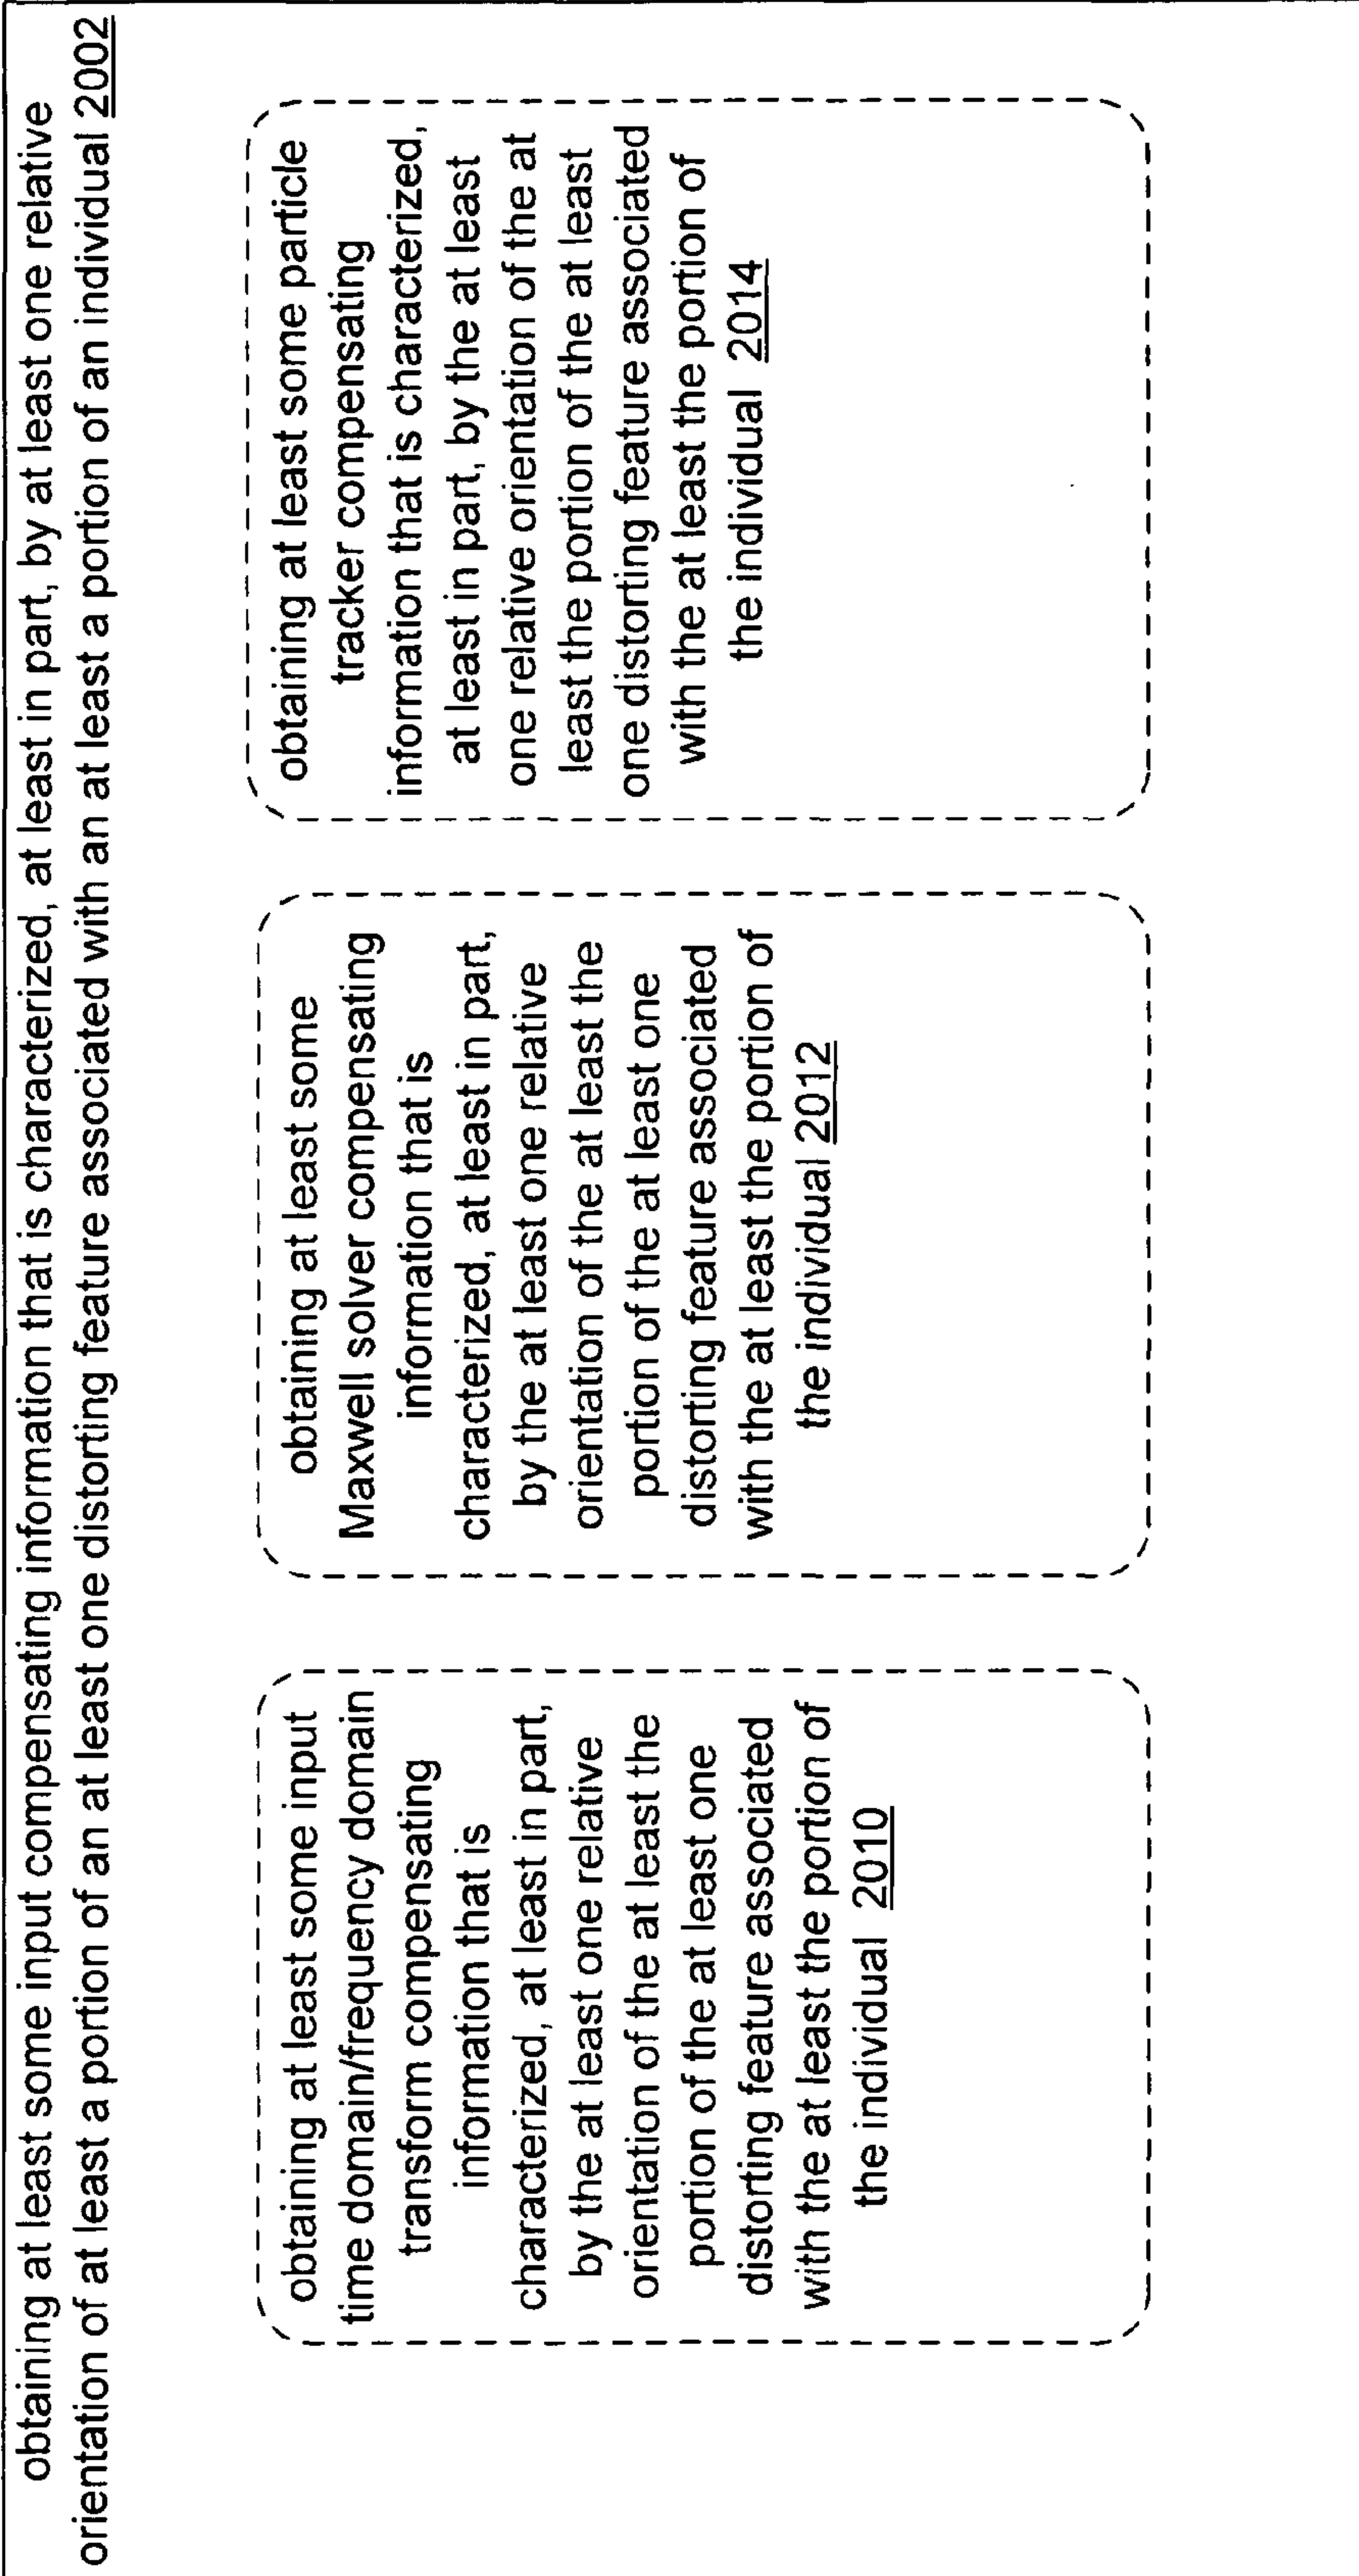 obtaining at least some input compensating information that is characterized, at least in part, by at least one relative
orientation of at least a portion of an at least one distorting feature associated with an at least a portion of an individual 2002
obtaining at least some input
time domain/frequency domain
transform compensating
information that is
characterized, at least in part,
by the at least one relative
orientation of the at least the
portion of the at least one
distorting feature associated
with the at least the portion of
the individual 2010
obtaining at least some
Maxwell solver compensating
information that is
characterized, at least in part,
by the at least one relative
orientation of the at least the
portion of the at least one
distorting feature associated
with the at least the portion of
the individual 2012
obtaining at least some particle
tracker compensating
information that is characterized,
at least in part, by the at least
one relative orientation of the at
least the portion of the at least
one distorting feature associated
with the at least the portion of
the individual 2014